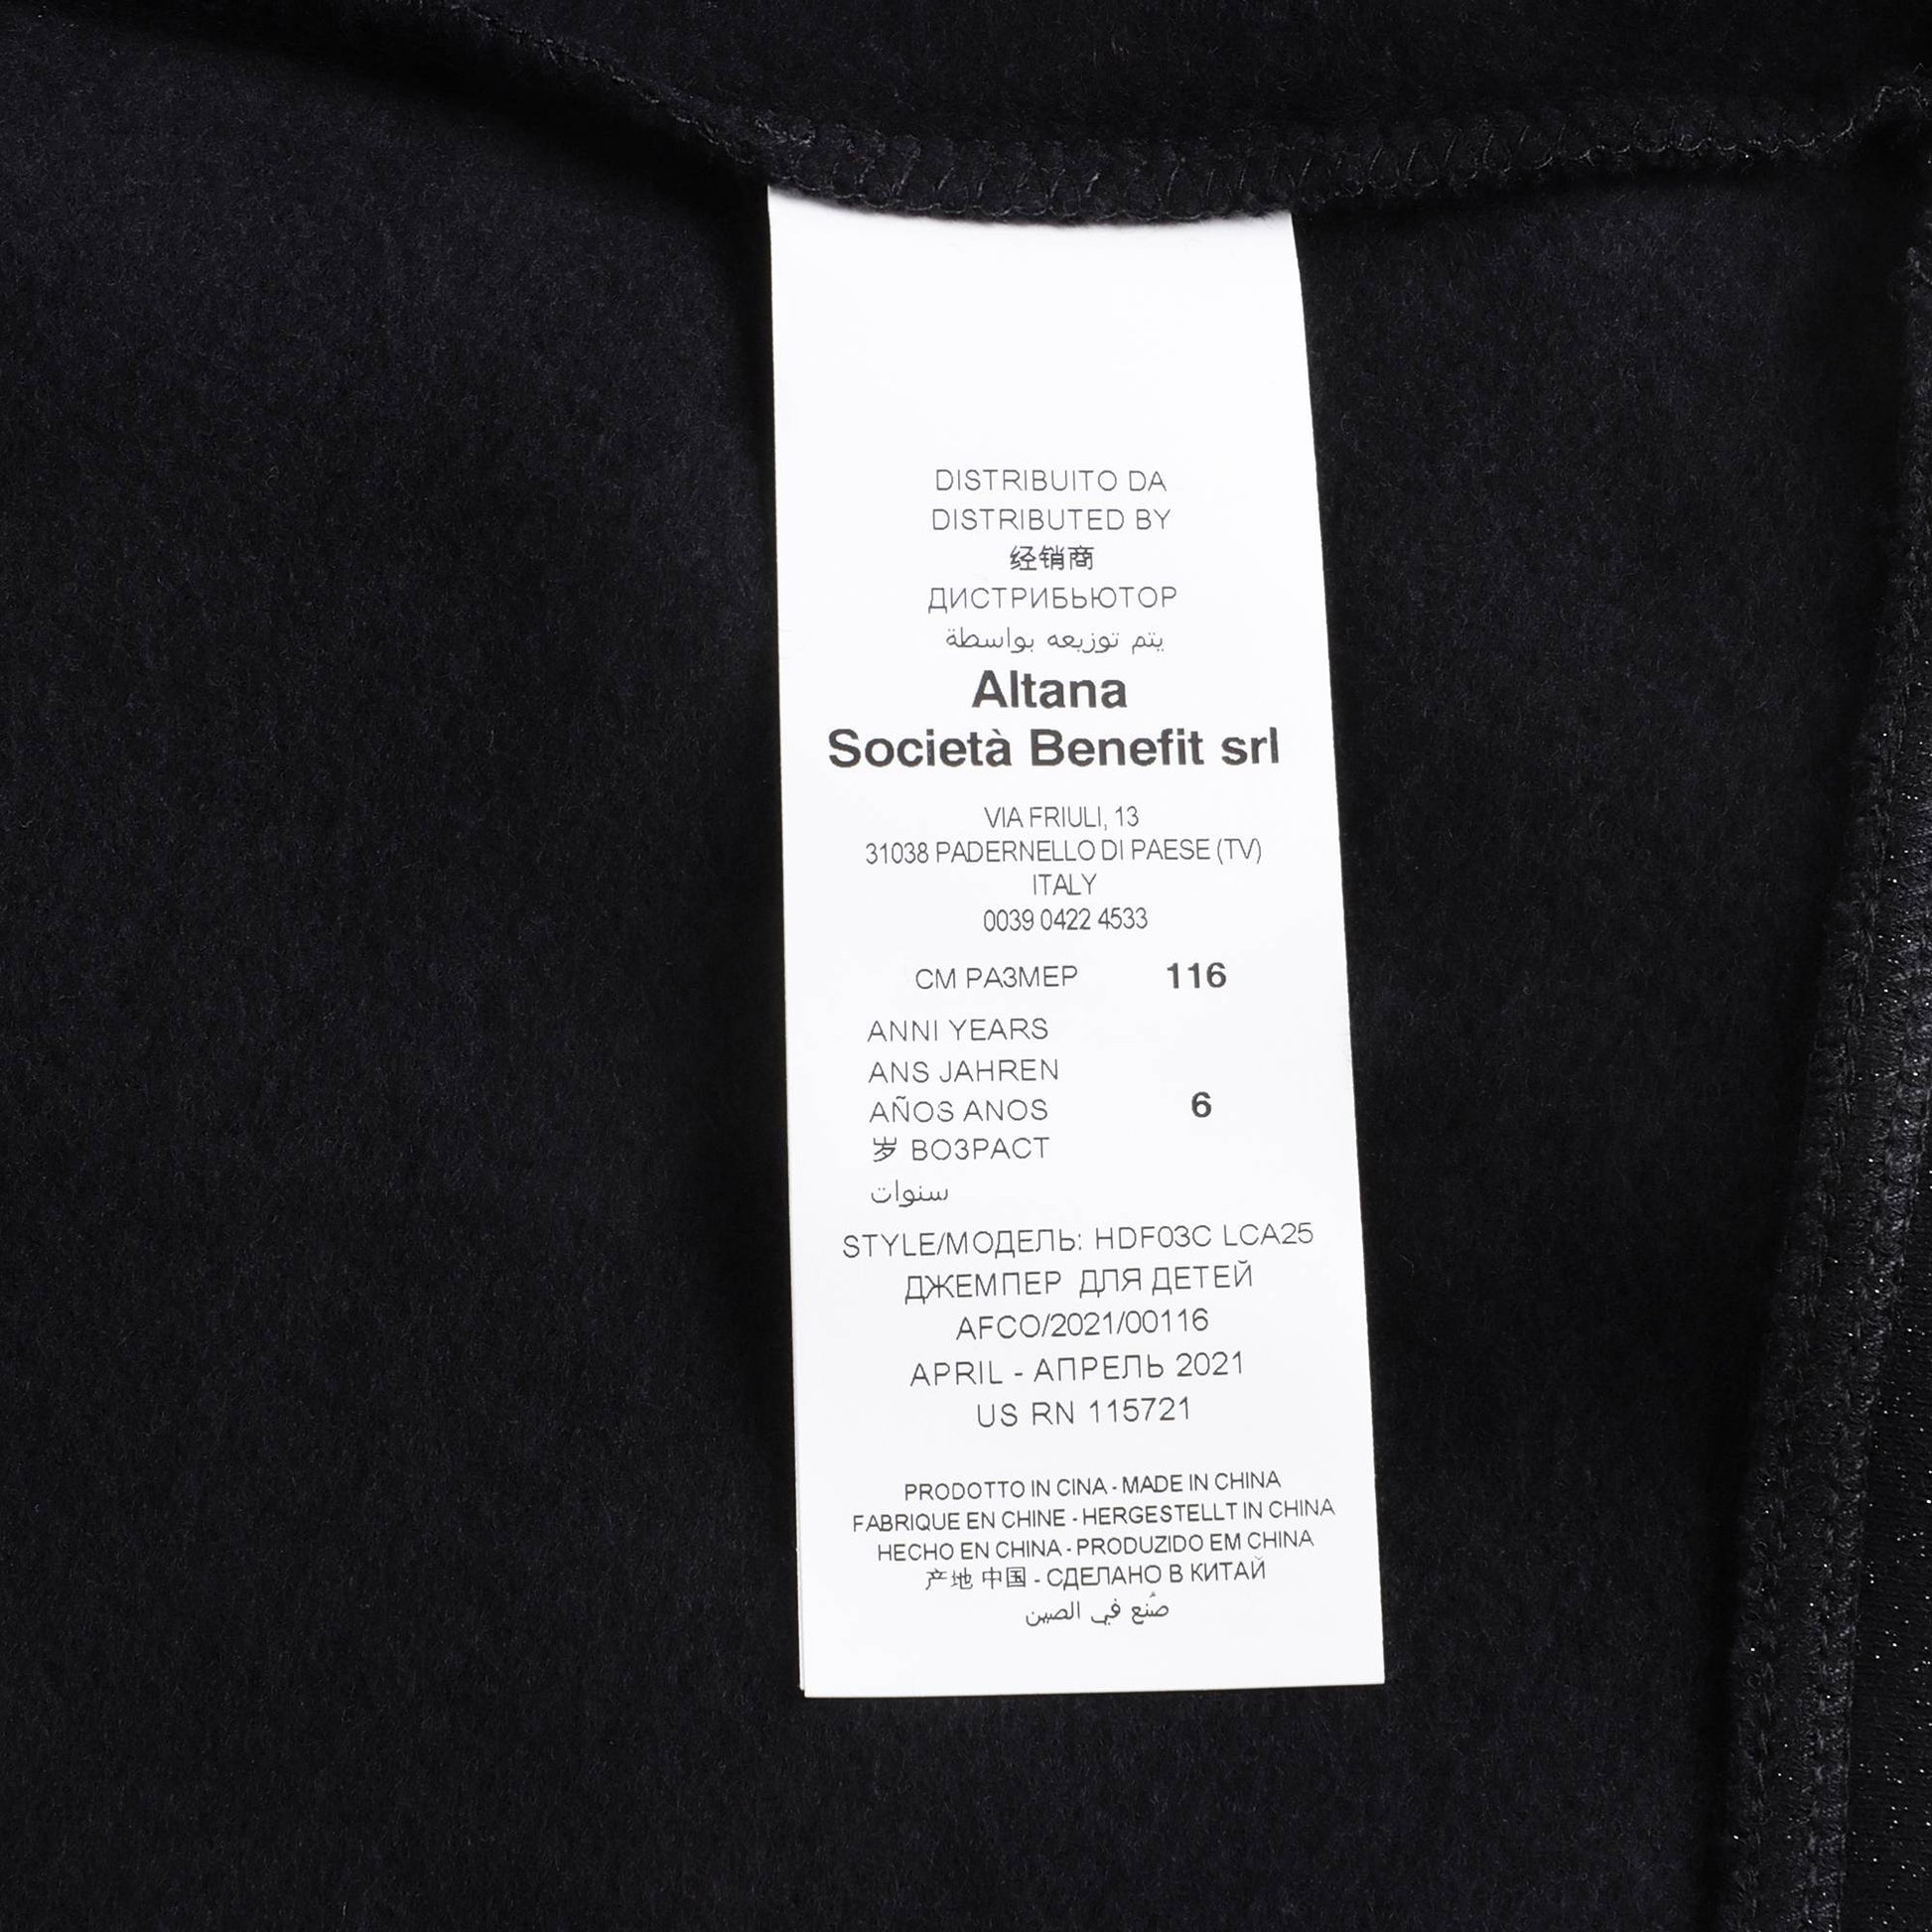 DISTRIBUITO DA
DISTRIBUTED BY
经销商
ДИСТРИБЬЮТОР
يتم توزيعه بواسطة
Altana
Società Benefit srl
VIA FRIULI, 13
31038 PADERNELLO DI PAESE (TV)
ITALY
0039 0422 4533
СМ РАЗМЕР 116
ANNI YEARS
ANS JAHREN
AÑOS ANOS 6
岁 ВОЗРАСТ
سنوات
STYLE/МОДЕЛЬ: HDF03C LCA25
ДЖЕМПЕР ДЛЯ ДЕТЕЙ
AFCO/2021/00116
APRIL - АПРЕЛЬ 2021
US RN 115721
PRODOTTO IN CINA - MADE IN CHINA
FABRIQUE EN CHINE - HERGESTELLT IN CHINA
HECHO EN CHINA - PRODUZIDO EM CHINA
产地 中国 - СДЕЛАНО В КИТАЙ
صُنع في الصين